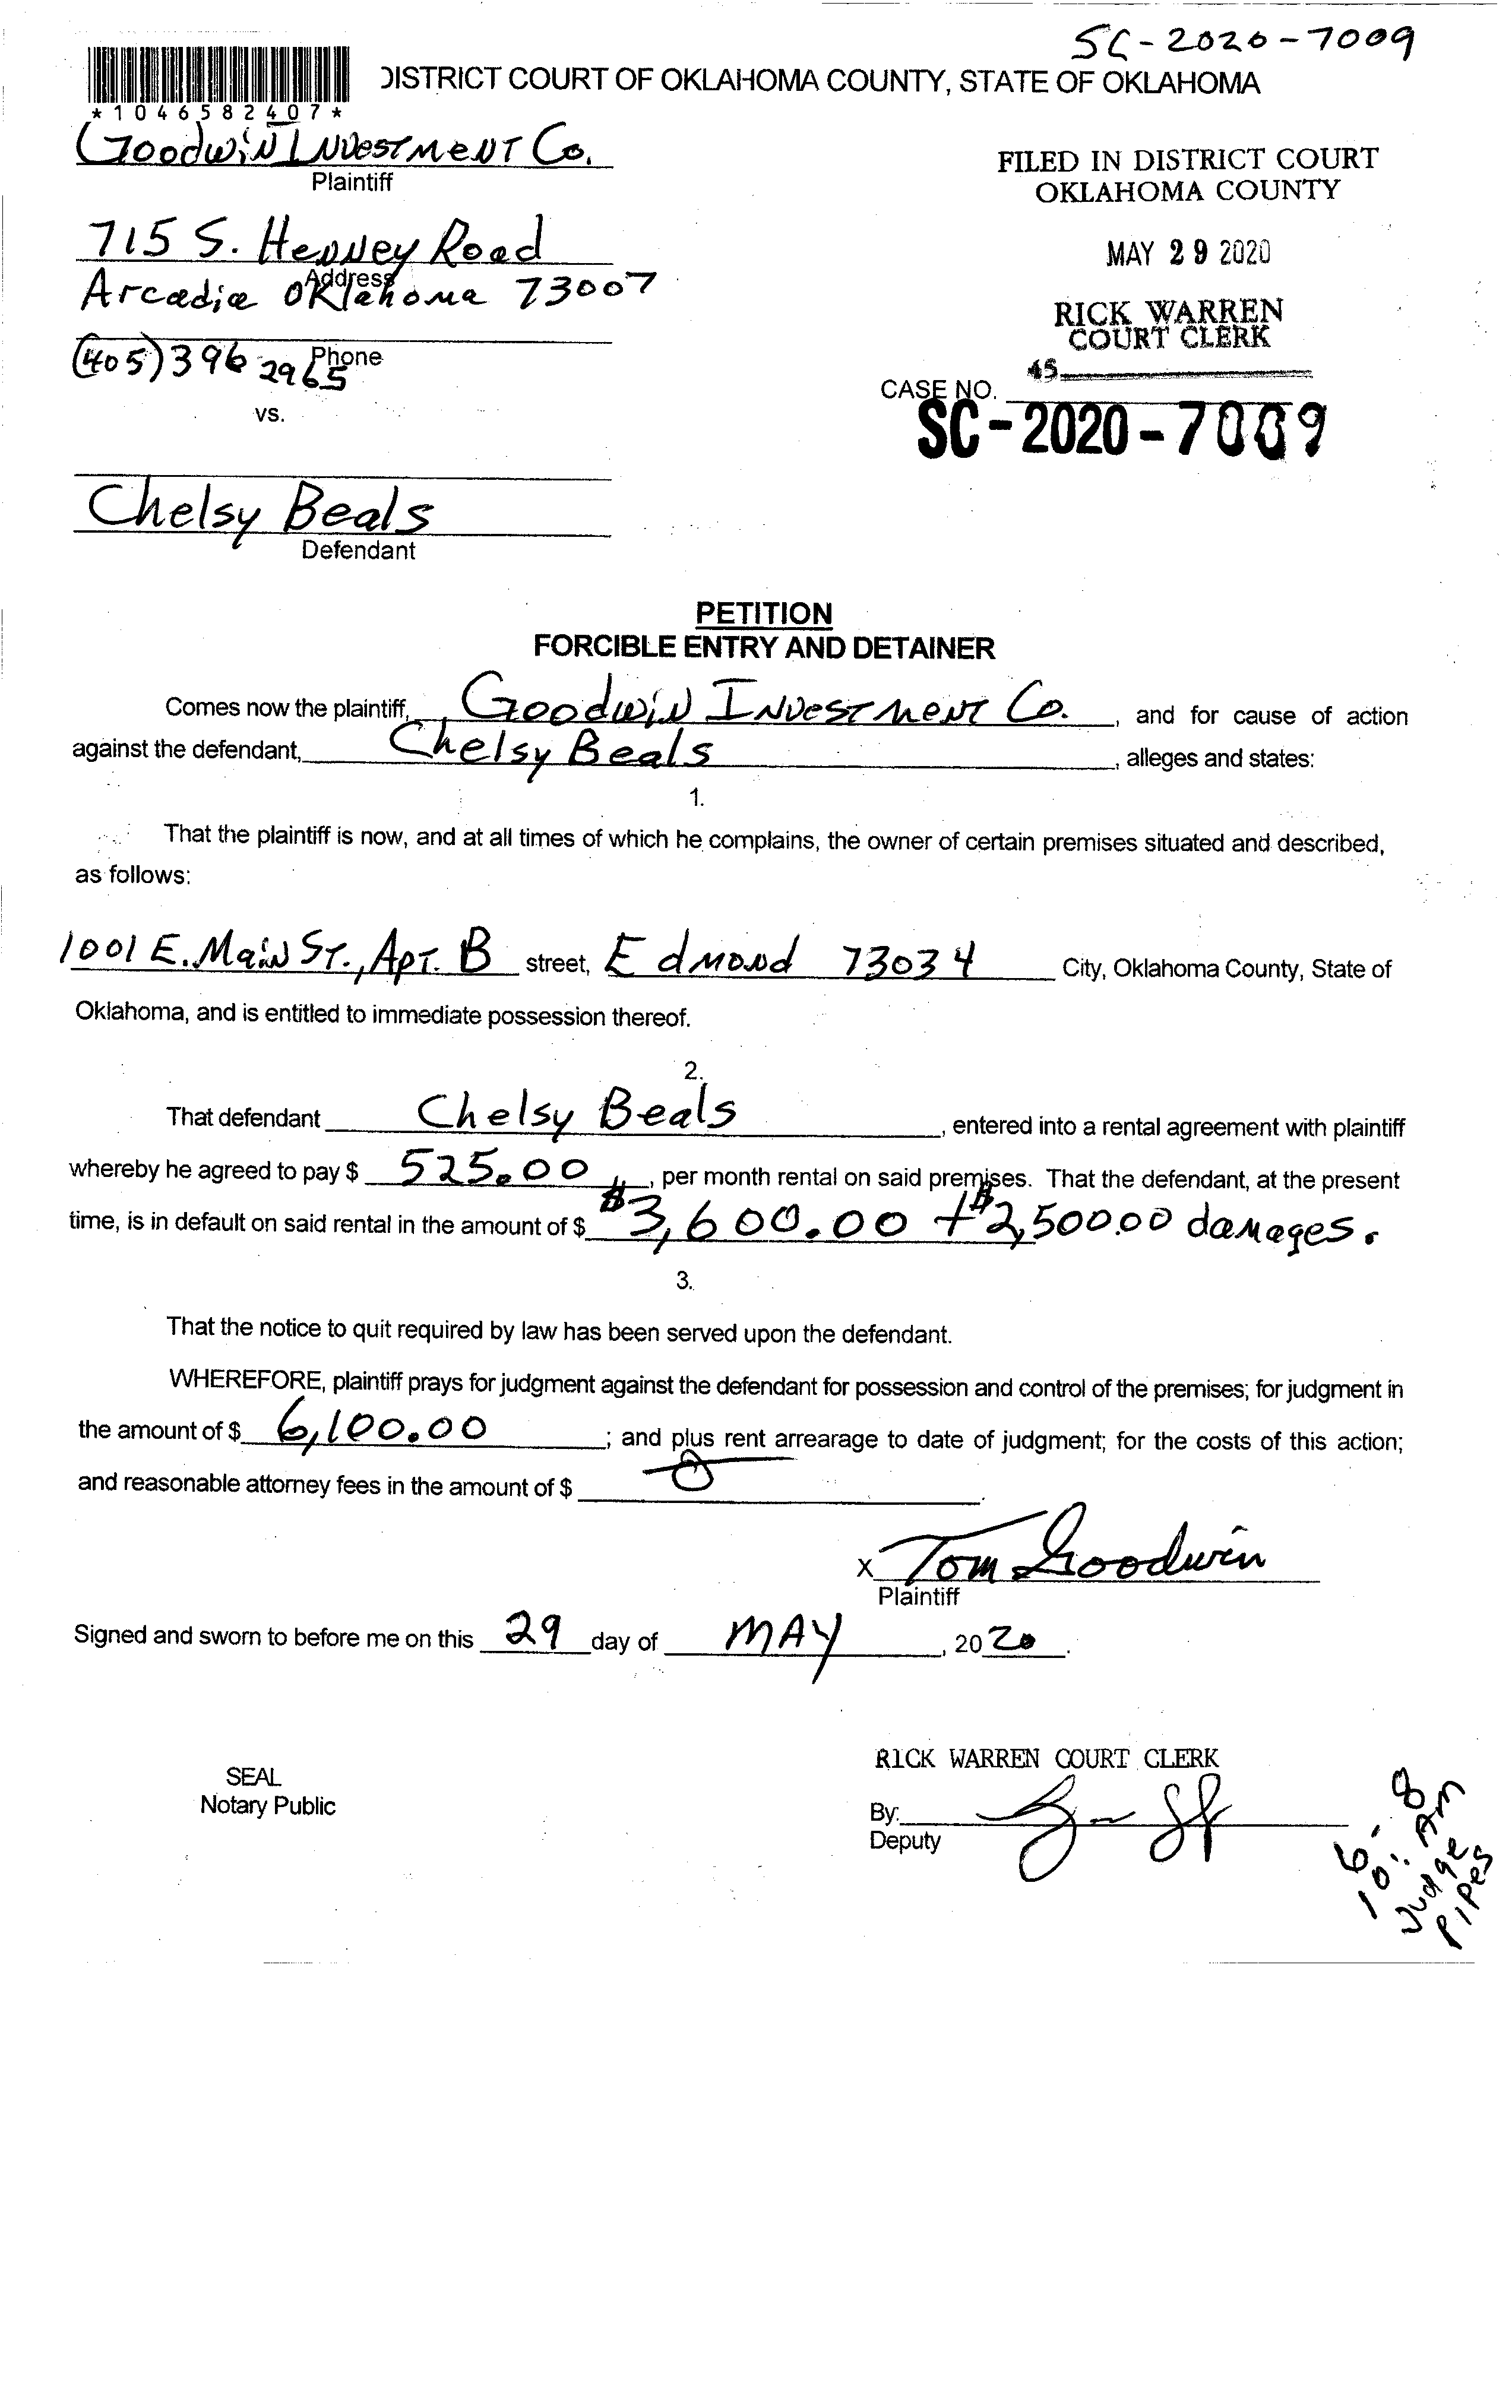 SC-2020-7009
DISTRICT COURT OF OKLAHOMA COUNTY, STATE OF OKLAHOMA
*1046582407*
Goodwin Investment Co.
Plaintiff
FILED IN DISTRICT COURT
OKLAHOMA COUNTY
715 S. Henney Road
Address
Arcadia Oklahoma 73007
MAY 29 2020
RICK WARREN
COURT CLERK
(405) 396 2965
Phone
45
CASE NO.
SC-2020-7009
vs.
Chelsy Beals
Defendant
PETITION
FORCIBLE ENTRY AND DETAINER
Comes now the plaintiff, Goodwin Investment Co., and for cause of action
against the defendant, Chelsy Beals, alleges and states:
1.
That the plaintiff is now, and at all times of which he complains, the owner of certain premises situated and described,
as follows:
1001 E. Main St., Apt. B street, Edmond 73034 City, Oklahoma County, State of
Oklahoma, and is entitled to immediate possession thereof.
2.
That defendant Chelsy Beals, entered into a rental agreement with plaintiff
whereby he agreed to pay $ 525.00, per month rental on said premises. That the defendant, at the present
time, is in default on said rental in the amount of $ $3,600.00 + $2,500.00 damages.
3.
That the notice to quit required by law has been served upon the defendant.
WHEREFORE, plaintiff prays for judgment against the defendant for possession and control of the premises; for judgment in
the amount of $ 6,100.00; and plus rent arrearage to date of judgment; for the costs of this action;
and reasonable attorney fees in the amount of $ 0.
X Tom Goodwin
Plaintiff
Signed and sworn to before me on this 29 day of MAY, 2020.
RICK WARREN COURT CLERK
SEAL
Notary Public
By:
Deputy
6-8
10: AM
Judge
Pipes